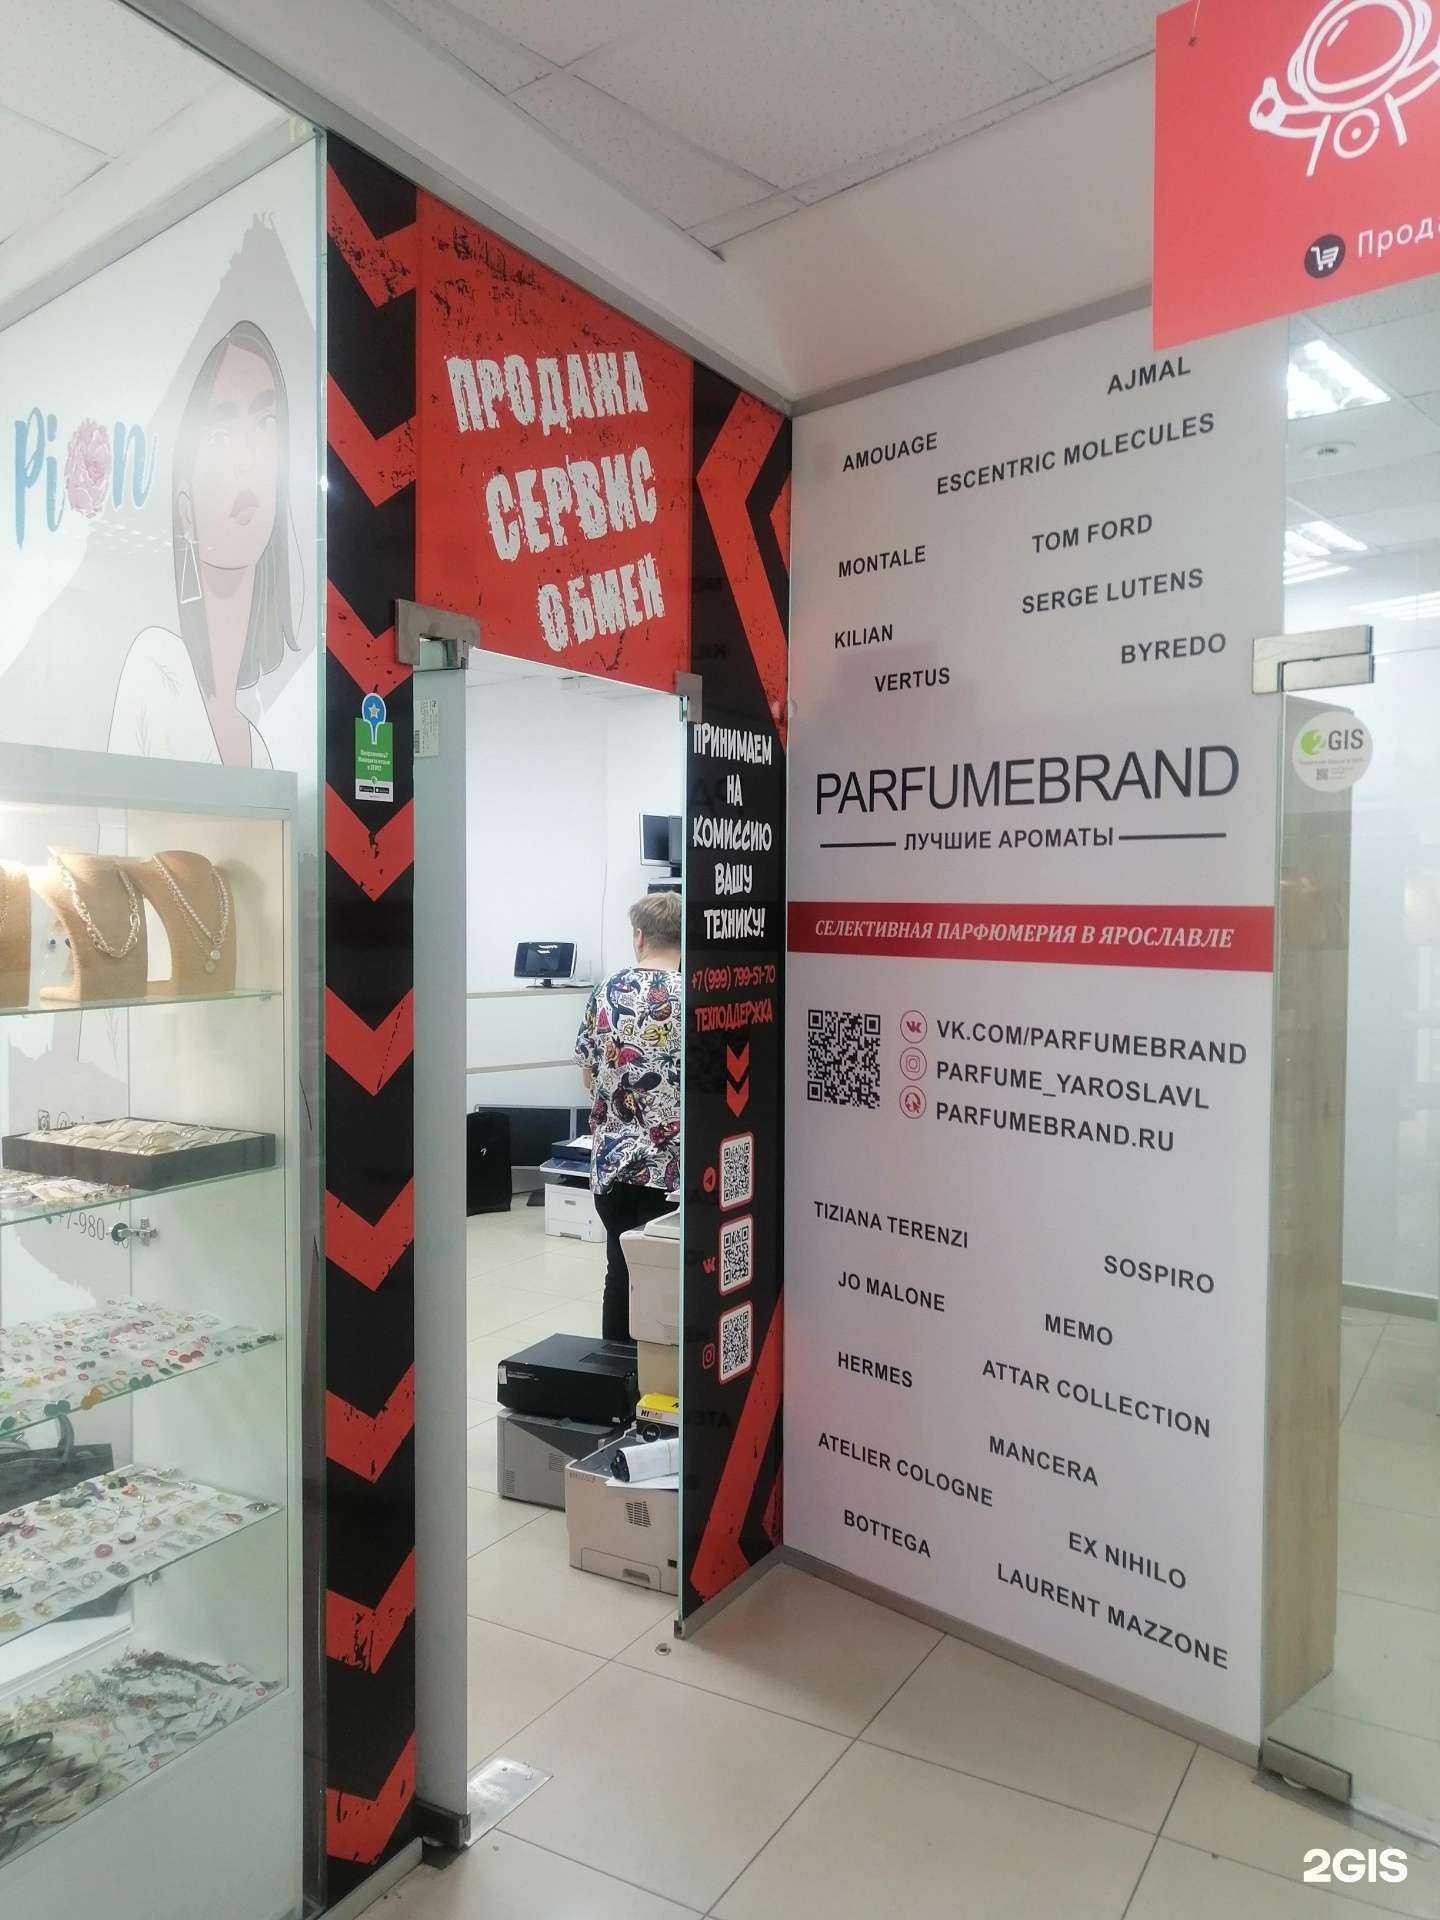 Pion
+7-980-
ПРОДАЖА
СЕРВИС
ОБМЕН
ПРИНИМАЕМ
НА
КОМИССИЮ
ВАШУ
ТЕХНИКУ!
+7 (999) 799-51-70
ТЕХПОДДЕРЖКА
AJMAL
AMOUAGE
ESCENTRIC MOLECULES
TOM FORD
MONTALE
SERGE LUTENS
KILIAN
BYREDO
VERTUS
PARFUMEBRAND
ЛУЧШИЕ АРОМАТЫ
СЕЛЕКТИВНАЯ ПАРФЮМЕРИЯ В ЯРОСЛАВЛЕ
VK.COM/PARFUMEBRAND
PARFUME_YAROSLAVL
PARFUMEBRAND.RU
TIZIANA TERENZI
SOSPIRO
JO MALONE
MEMO
HERMES
ATTAR COLLECTION
MANCERA
ATELIER COLOGNE
EX NIHILO
BOTTEGA
LAURENT MAZZONE
Прода
2GIS
2GIS